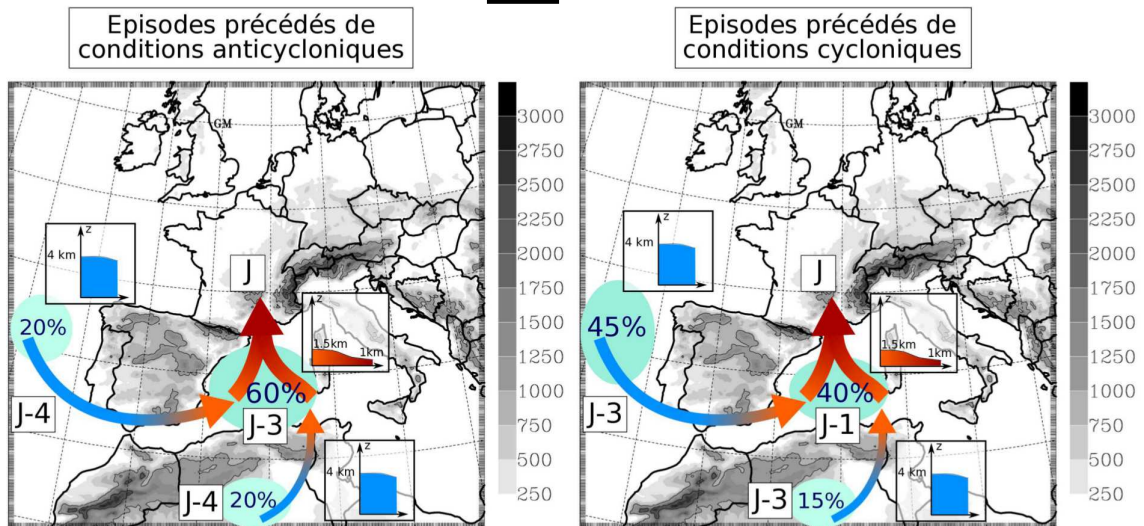 Episodes précédés de
conditions anticycloniques
GM
3000
2750
2500
2250
2000
1750
1500
1250
1000
750
500
250
z
4 km
J
20%
z
1.5km
1km
60%
J-4
J-3
z
4 km
J-4
20%
Episodes précédés de
conditions cycloniques
GM
3000
2750
2500
2250
2000
1750
1500
1250
1000
750
500
250
z
4 km
J
45%
z
1.5km
1km
40%
J-3
J-1
z
4 km
J-3
15%